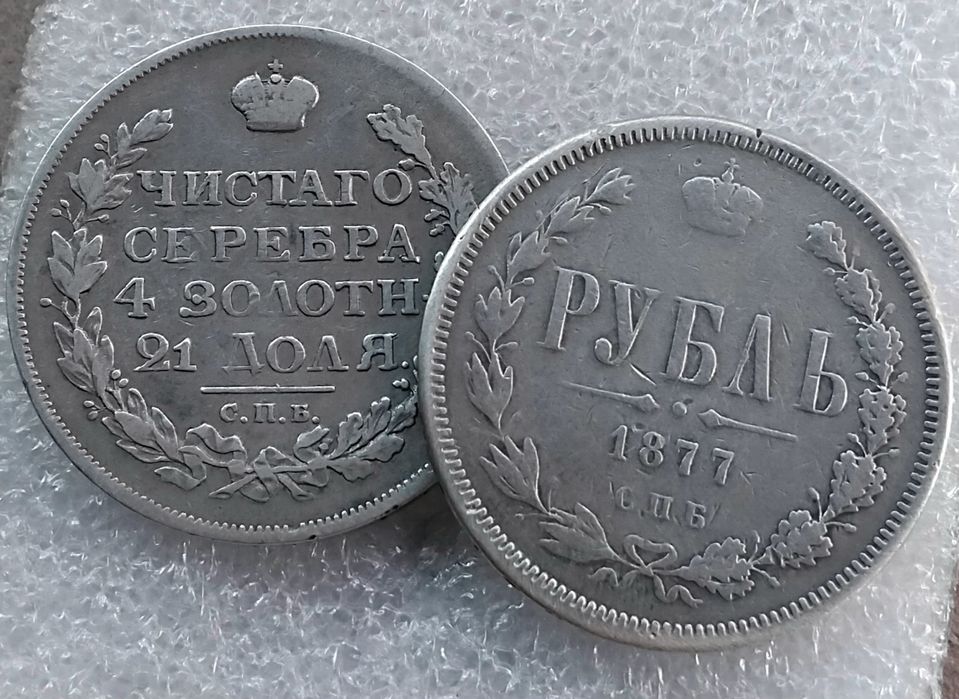 ЧИСТАГО
СЕРЕБРА
4 ЗОЛОТН
21 ДОЛЯ.
С.П.Б.
РУБЛЬ
1877
С.П.Б